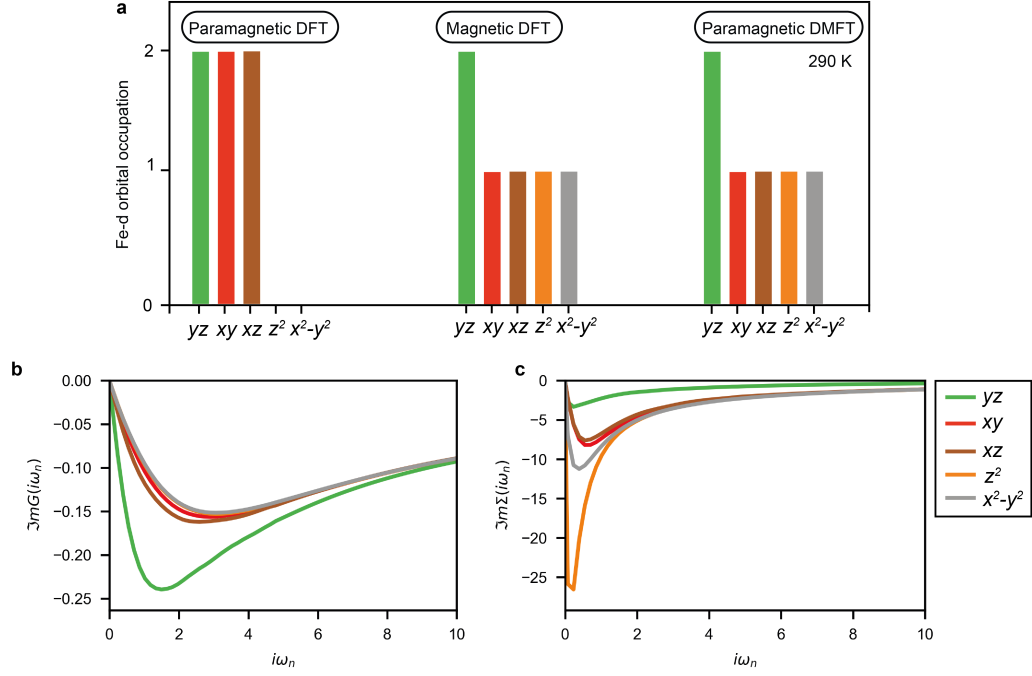 a
Paramagnetic DFT
Magnetic DFT
Paramagnetic DMFT
290 K
Fe-d orbital occupation
2
1
0
yz xy xz z² x²-y²
yz xy xz z² x²-y²
yz xy xz z² x²-y²
b
ℑmG(iωₙ)
0.00
−0.05
−0.10
−0.15
−0.20
−0.25
0 2 4 6 8 10
iωₙ
c
ℑmΣ(iωₙ)
0
−5
−10
−15
−20
−25
0 2 4 6 8 10
iωₙ
yz
xy
xz
z²
x²-y²